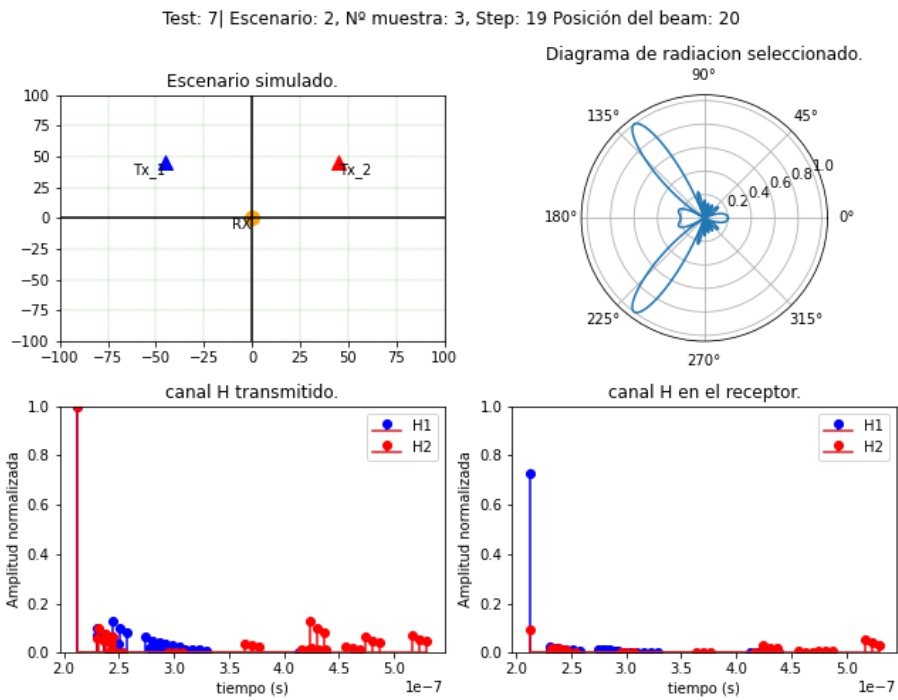 Test: 7| Escenario: 2, Nº muestra: 3, Step: 19 Posición del beam: 20
Escenario simulado.
100
75
50
25
0
−25
−50
−75
−100
−100 −75 −50 −25 0 25 50 75 100
Tx_1
Tx_2
RX
Diagrama de radiacion seleccionado.
90°
135° 45°
180° 0°
225° 315°
270°
0.2 0.4 0.6 0.8 1.0
canal H transmitido.
Amplitud normalizada
1.0
0.8
0.6
0.4
0.2
0.0
H1
H2
2.0 2.5 3.0 3.5 4.0 4.5 5.0
tiempo (s)
1e−7
canal H en el receptor.
Amplitud normalizada
1.0
0.8
0.6
0.4
0.2
0.0
H1
H2
2.0 2.5 3.0 3.5 4.0 4.5 5.0
tiempo (s)
1e−7